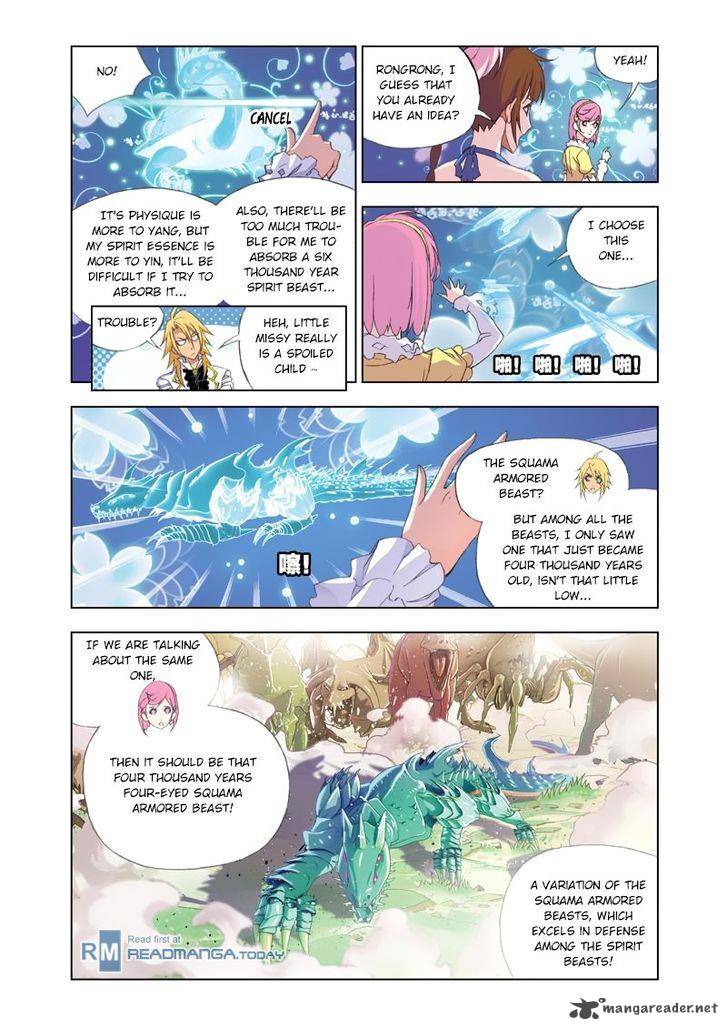 NO!
CANCEL
IT'S PHYSIQUE IS
MORE TO YANG, BUT
MY SPIRIT ESSENCE IS
MORE TO YIN, IT'LL BE
DIFFICULT IF I TRY TO
ABSORB IT...
ALSO, THERE'LL BE
TOO MUCH TROU-
BLE FOR ME TO
ABSORB A SIX
THOUSAND YEAR
SPIRIT BEAST...
TROUBLE?
HEH, LITTLE
MISSY REALLY
IS A SPOILED
CHILD ~
RONGRONG, I
GUESS THAT
YOU ALREADY
HAVE AN IDEA?
YEAH!
I CHOOSE
THIS
ONE...
啪! 啪! 啪! 啪!
THE SQUAMA
ARMORED
BEAST?
BUT AMONG ALL THE
BEASTS, I ONLY SAW
ONE THAT JUST BECAME
FOUR THOUSAND YEARS
OLD, ISN'T THAT LITTLE
LOW...
嚓!
IF WE ARE TALKING
ABOUT THE SAME
ONE,
THEN IT SHOULD BE THAT
FOUR THOUSAND YEARS
FOUR-EYED SQUAMA
ARMORED BEAST!
A VARIATION OF THE
SQUAMA ARMORED
BEASTS, WHICH
EXCELS IN DEFENSE
AMONG THE SPIRIT
BEASTS!
RM
Read first at
READMANGA.TODAY
mangareader.net